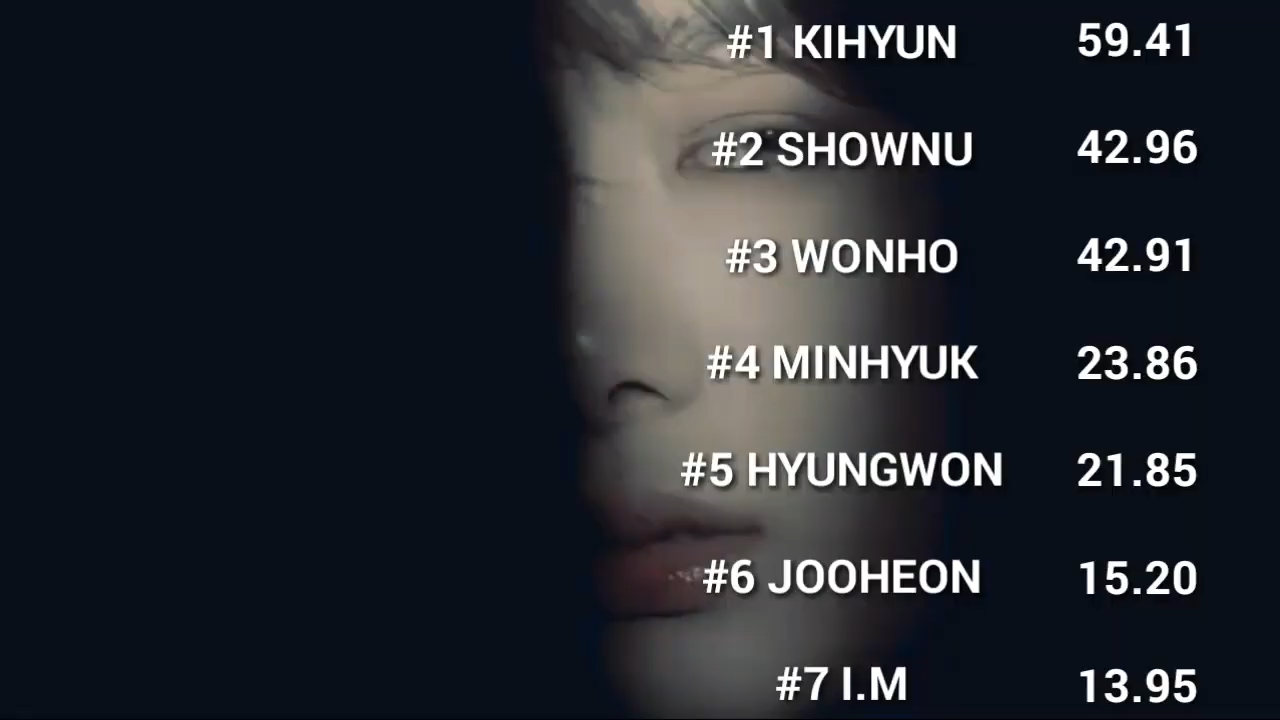 #1 KIHYUN 59.41
#2 SHOWNU 42.96
#3 WONHO 42.91
#4 MINHYUK 23.86
#5 HYUNGWON 21.85
#6 JOOHEON 15.20
#7 I.M 13.95